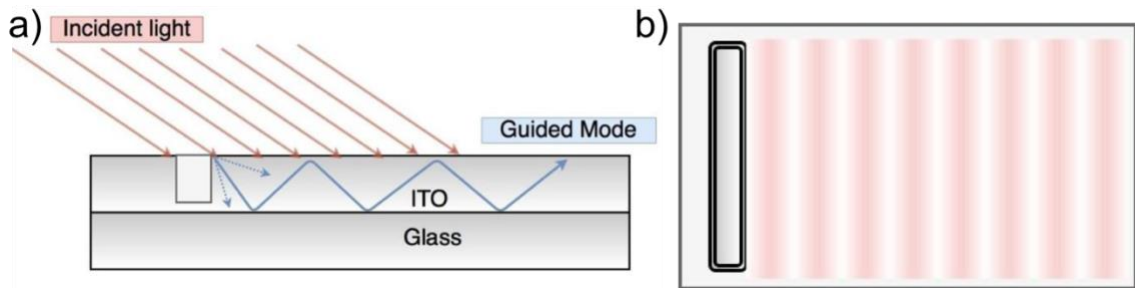 a)
Incident light
b)
Guided Mode
ITO
Glass